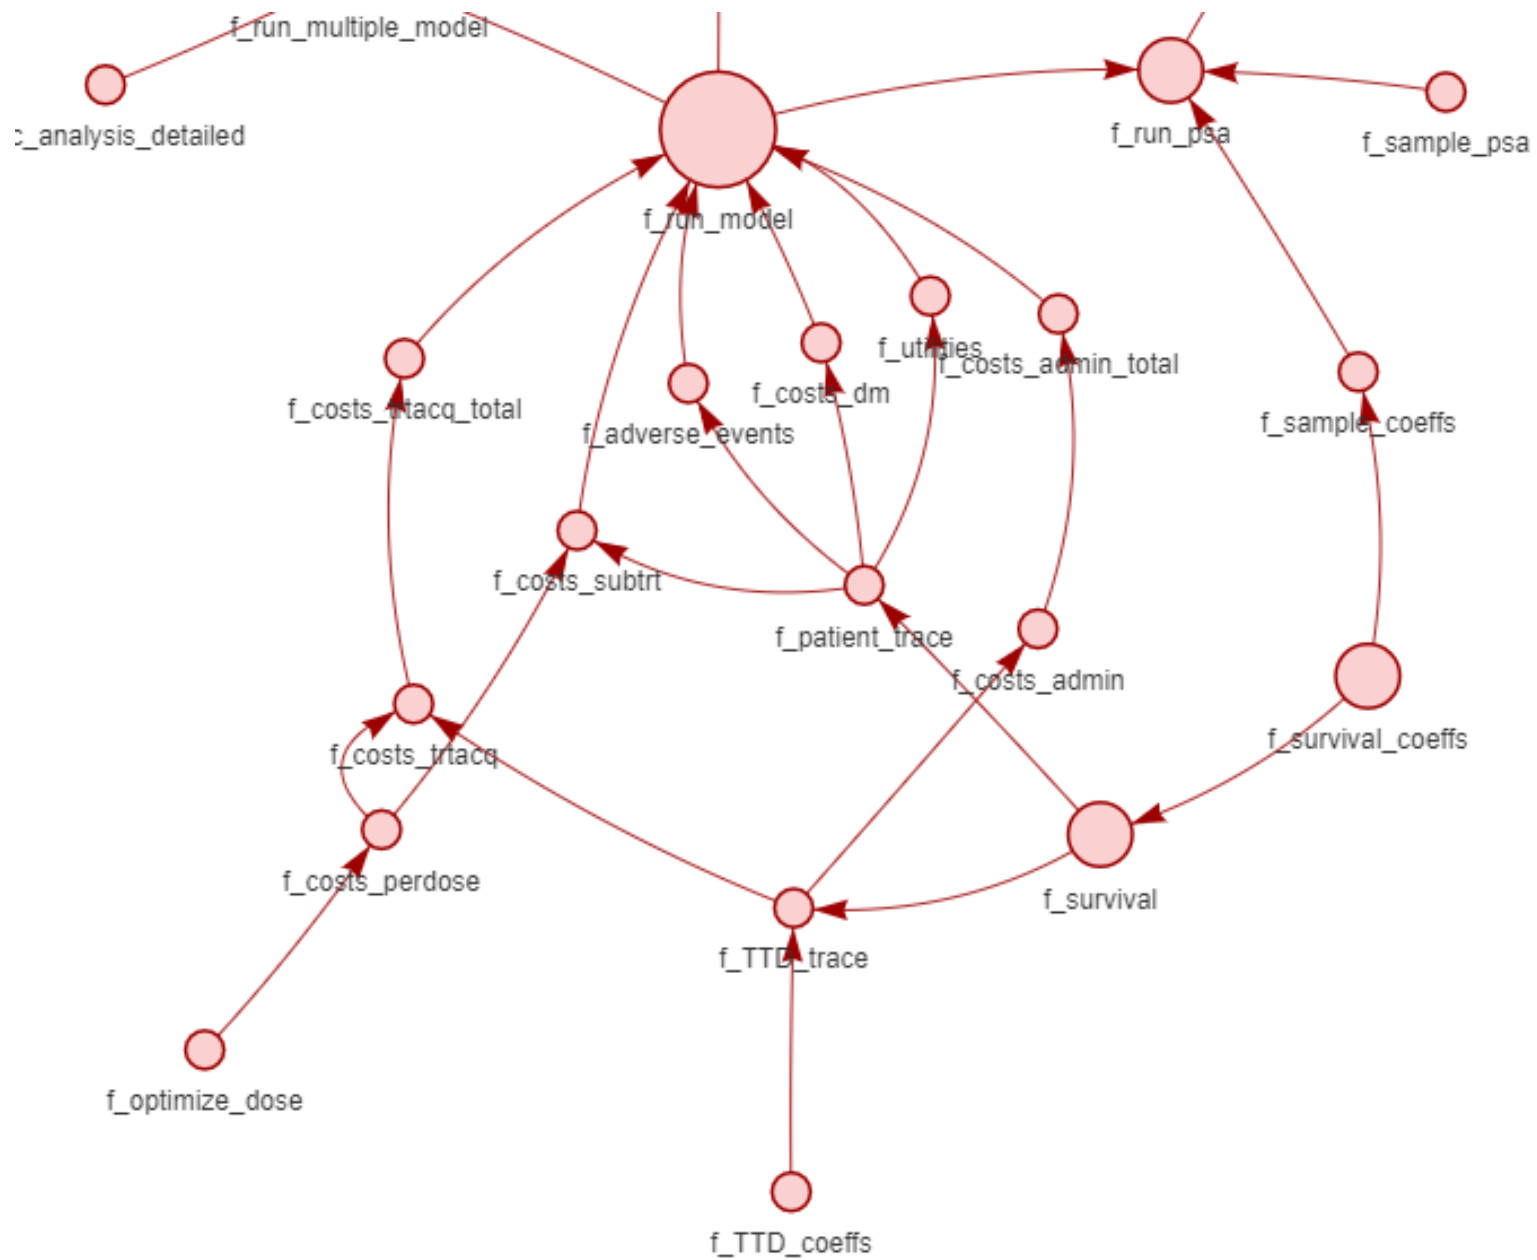 f_run_multiple_model
c_analysis_detailed
f_run_psa
f_sample_psa
f_run_model
f_utilities
f_costs_admin_total
f_costs_dm
f_costs_trtacq_total
f_adverse_events
f_sample_coeffs
f_costs_subtrt
f_patient_trace
f_costs_admin
f_survival_coeffs
f_costs_trtacq
f_costs_perdose
f_survival
f_TTD_trace
f_optimize_dose
f_TTD_coeffs